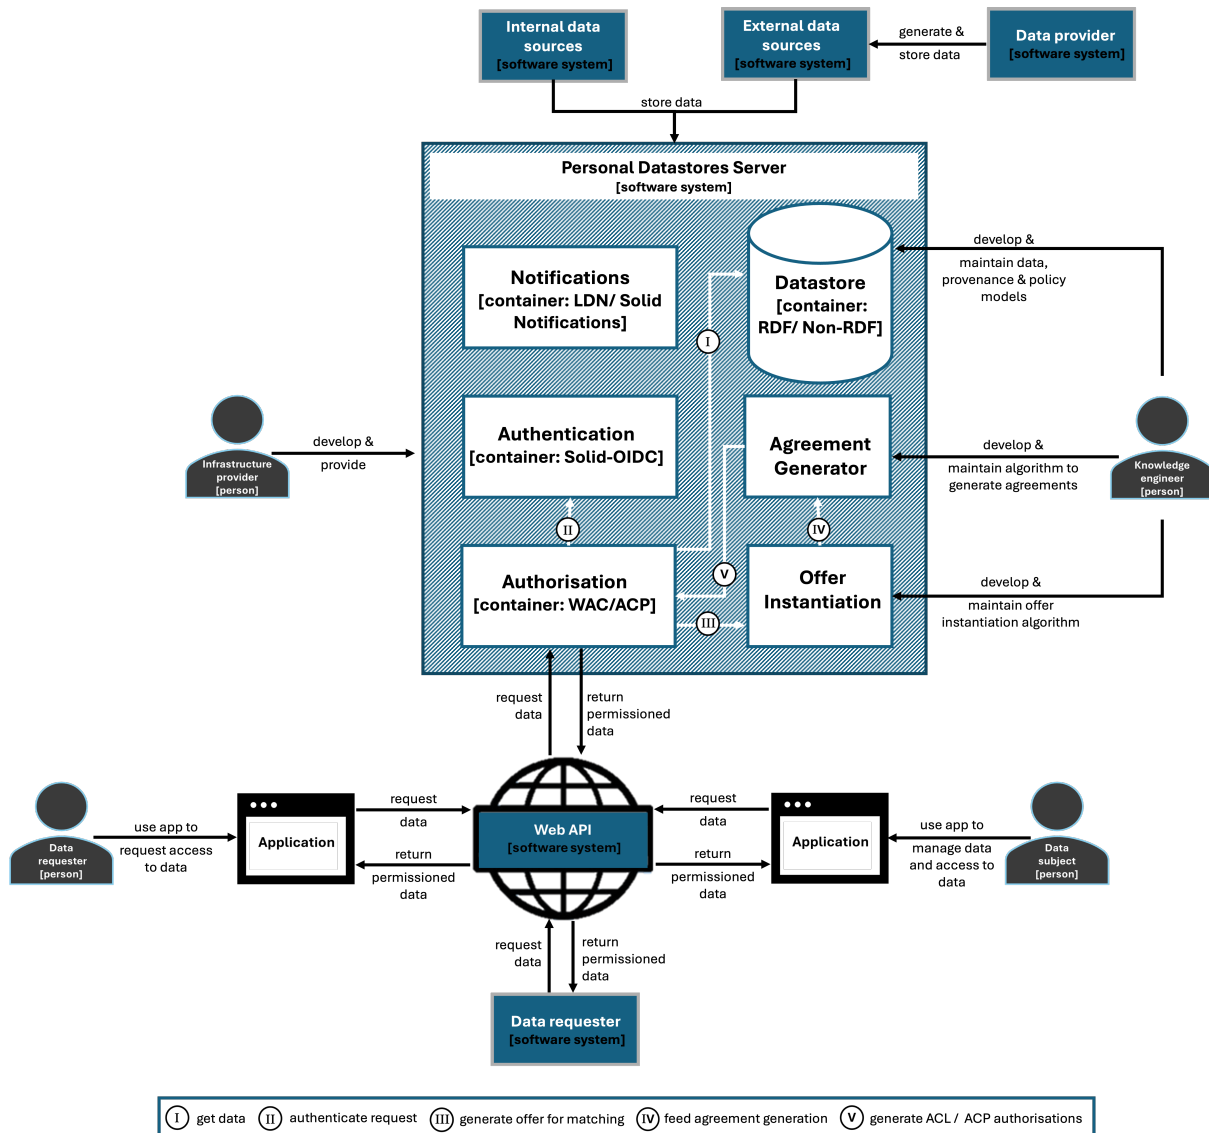 Internal data
sources
[software system]
External data
sources
[software system]
generate &
store data
Data provider
[software system]
store data
Personal Datastores Server
[software system]
Notifications
[container: LDN/ Solid
Notifications]
Datastore
[container:
RDF/ Non-RDF]
develop &
maintain data,
provenance & policy
models
I
Infrastructure
provider
[person]
develop &
provide
Authentication
[container: Solid-OIDC]
Agreement
Generator
develop &
maintain algorithm to
generate agreements
Knowledge
engineer
[person]
II
IV
Authorisation
[container: WAC/ACP]
V
III
Offer
Instantiation
develop &
maintain offer
instantiation algorithm
request
data
return
permissioned
data
Data
requester
[person]
use app to
request access
to data
Application
request
data
return
permissioned
data
Web API
[software system]
request
data
return
permissioned
data
Application
use app to
manage data
and access to
data
Data
subject
[person]
request
data
return
permissioned
data
Data requester
[software system]
I get data II authenticate request III generate offer for matching IV feed agreement generation V generate ACL / ACP authorisations